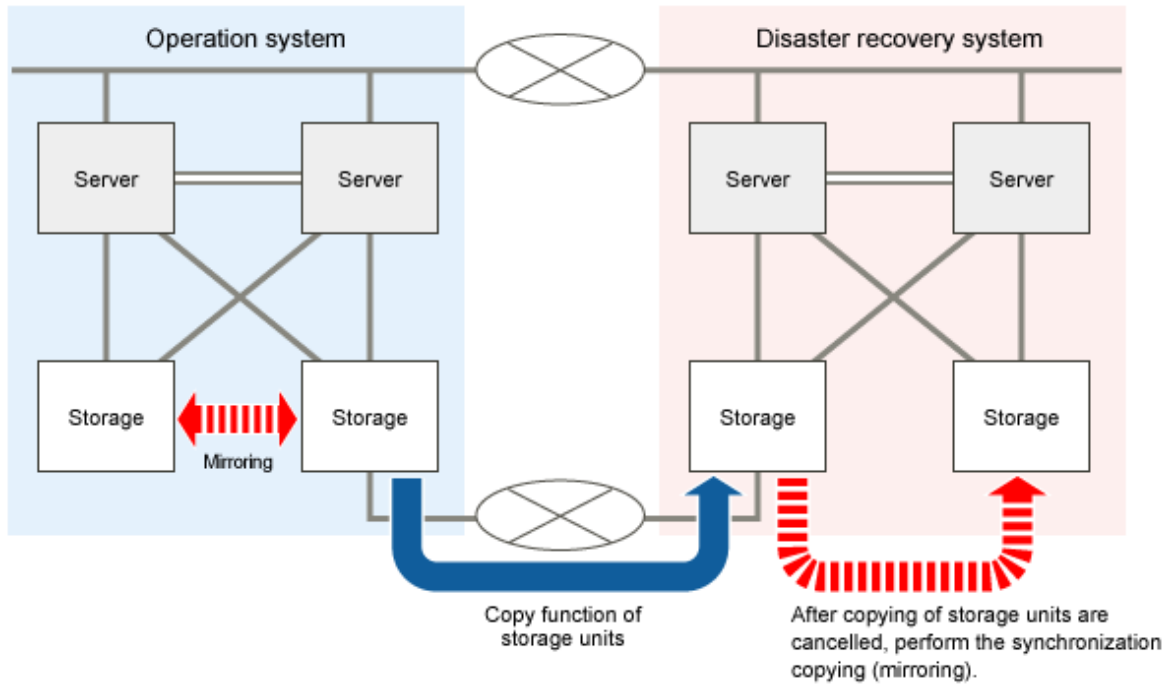 Operation system
Disaster recovery system
Server
Server
Server
Server
Storage
Storage
Storage
Storage
Mirroring
Copy function of
storage units
After copying of storage units are
cancelled, perform the synchronization
copying (mirroring).